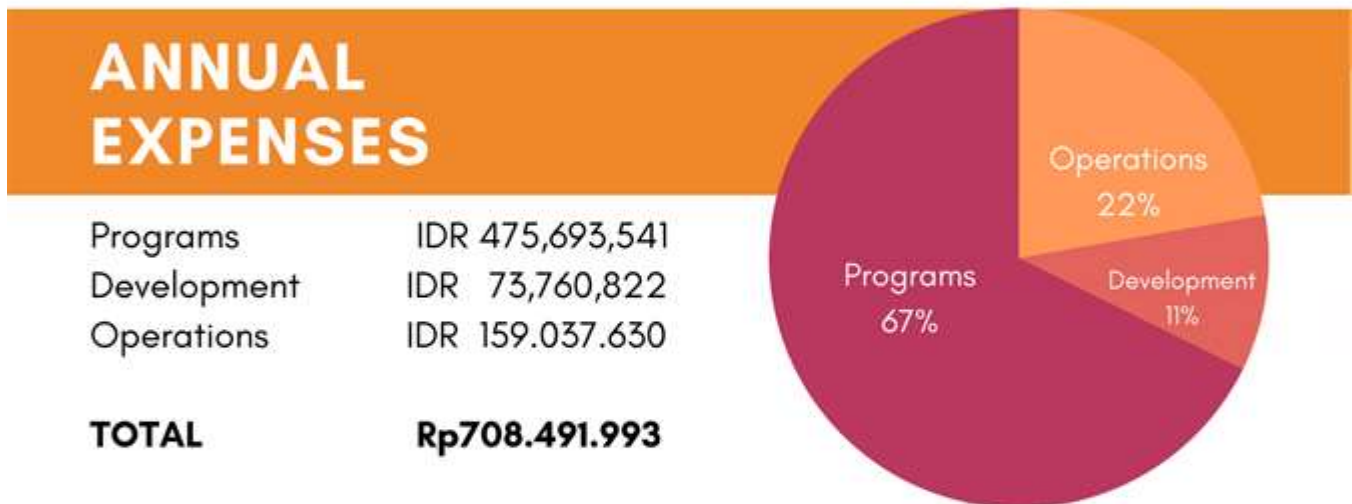 ANNUAL
EXPENSES
Programs IDR 475,693,541
Development IDR 73,760,822
Operations IDR 159.037.630
TOTAL Rp708.491.993
Operations
22%
Programs
67%
Development
11%